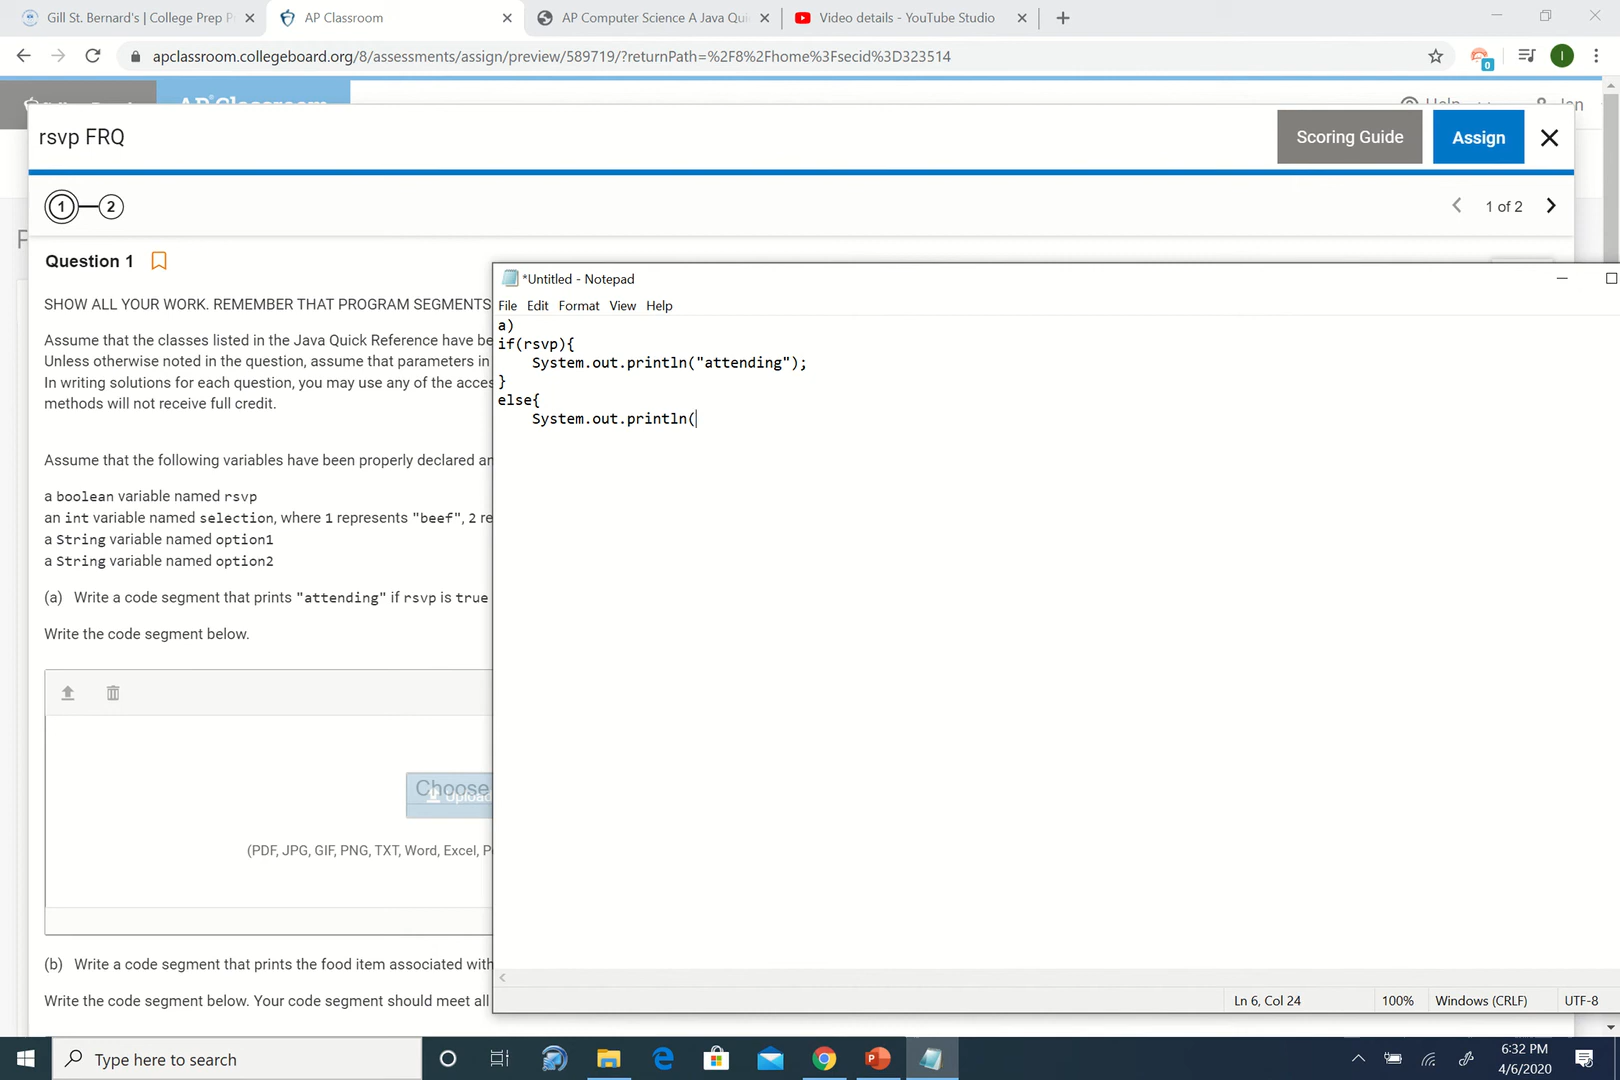 Gill St. Bernard's | College Prep P
AP Classroom
AP Computer Science A Java Qui
Video details - YouTube Studio
apclassroom.collegeboard.org/8/assessments/assign/preview/589719/?returnPath=%2F8%2Fhome%3Fsecid%3D323514
0
I
AP Classroom
Help
rsvp FRQ
Scoring Guide
Assign
1
2
1 of 2
Question 1
SHOW ALL YOUR WORK. REMEMBER THAT PROGRAM SEGMENTS
Assume that the classes listed in the Java Quick Reference have be
Unless otherwise noted in the question, assume that parameters in
In writing solutions for each question, you may use any of the acces
methods will not receive full credit.
Assume that the following variables have been properly declared an
a boolean variable named rsvp
an int variable named selection, where 1 represents "beef", 2 re
a String variable named option1
a String variable named option2
(a) Write a code segment that prints "attending" if rsvp is true
Write the code segment below.
Choose
Upload
(PDF, JPG, GIF, PNG, TXT, Word, Excel, P
(b) Write a code segment that prints the food item associated with
Write the code segment below. Your code segment should meet all
*Untitled - Notepad
File Edit Format View Help
a)
if(rsvp){
    System.out.println("attending");
}
else{
    System.out.println(
Ln 6, Col 24
100%
Windows (CRLF)
UTF-8
Type here to search
6:32 PM
4/6/2020